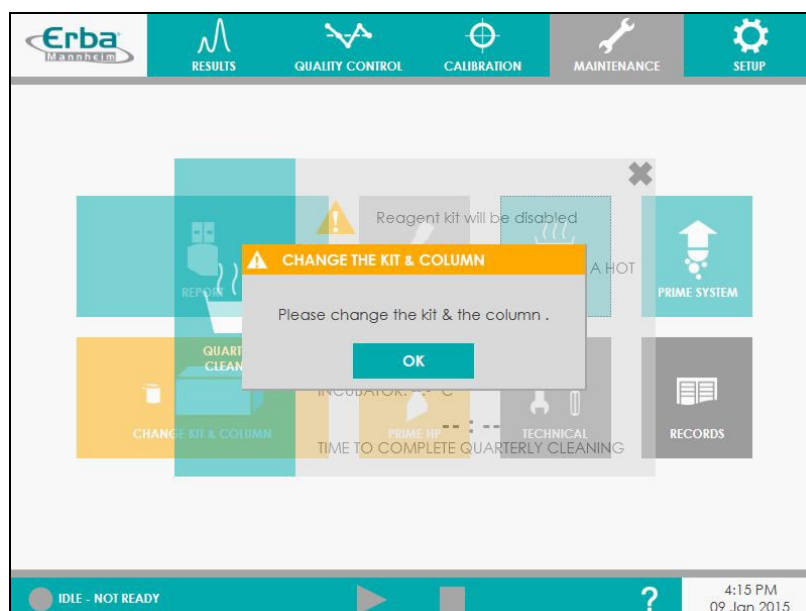 Erba
Mannheim
RESULTS
QUALITY CONTROL
CALIBRATION
MAINTENANCE
SETUP
Reagent kit will be disabled
CHANGE THE KIT & COLUMN
A HOT
REPORT
PRIME SYSTEM
Please change the kit & the column .
QUART
CLEAN
OK
INCUBATOR: -.- °C
-- : --
CHANGE KIT & COLUMN
PRIME HP
TECHNICAL
RECORDS
TIME TO COMPLETE QUARTERLY CLEANING
IDLE - NOT READY
?
4:15 PM
09 Jan 2015